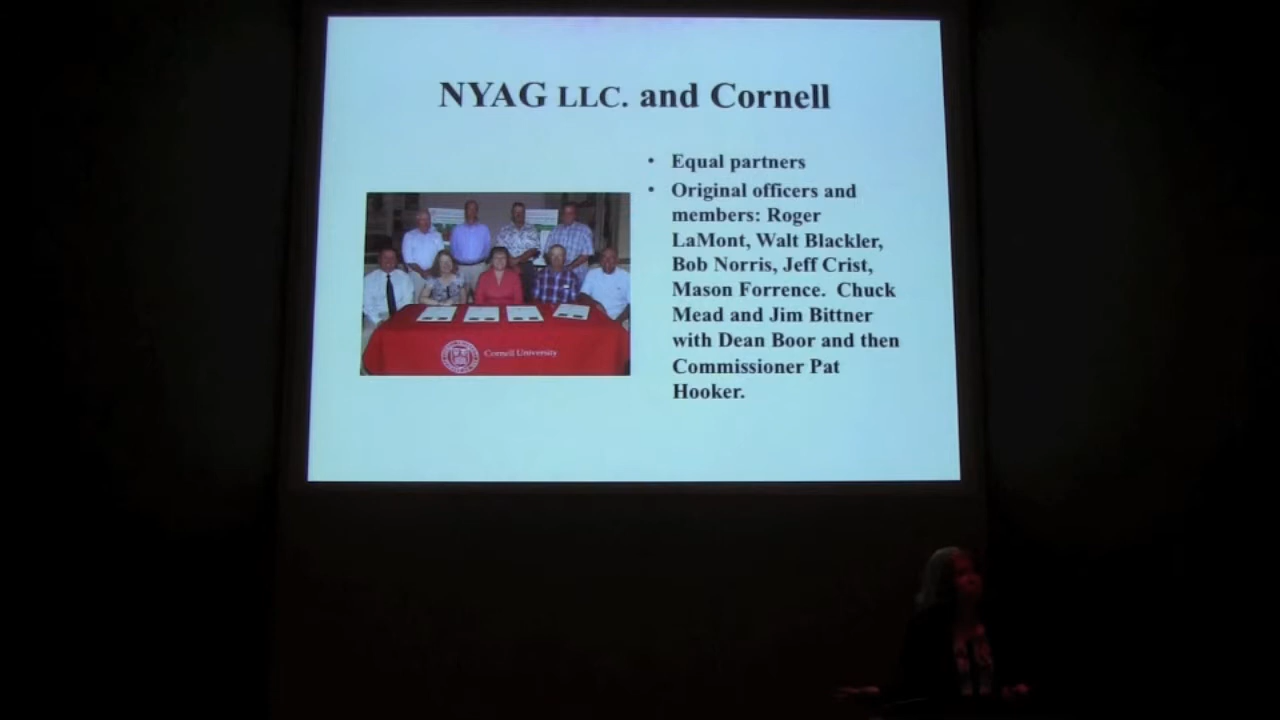 NYAG LLC. and Cornell
• Equal partners
• Original officers and
members: Roger
LaMont, Walt Blackler,
Bob Norris, Jeff Crist,
Mason Forrence.  Chuck
Mead and Jim Bittner
with Dean Boor and then
Commissioner Pat
Hooker.
Cornell University